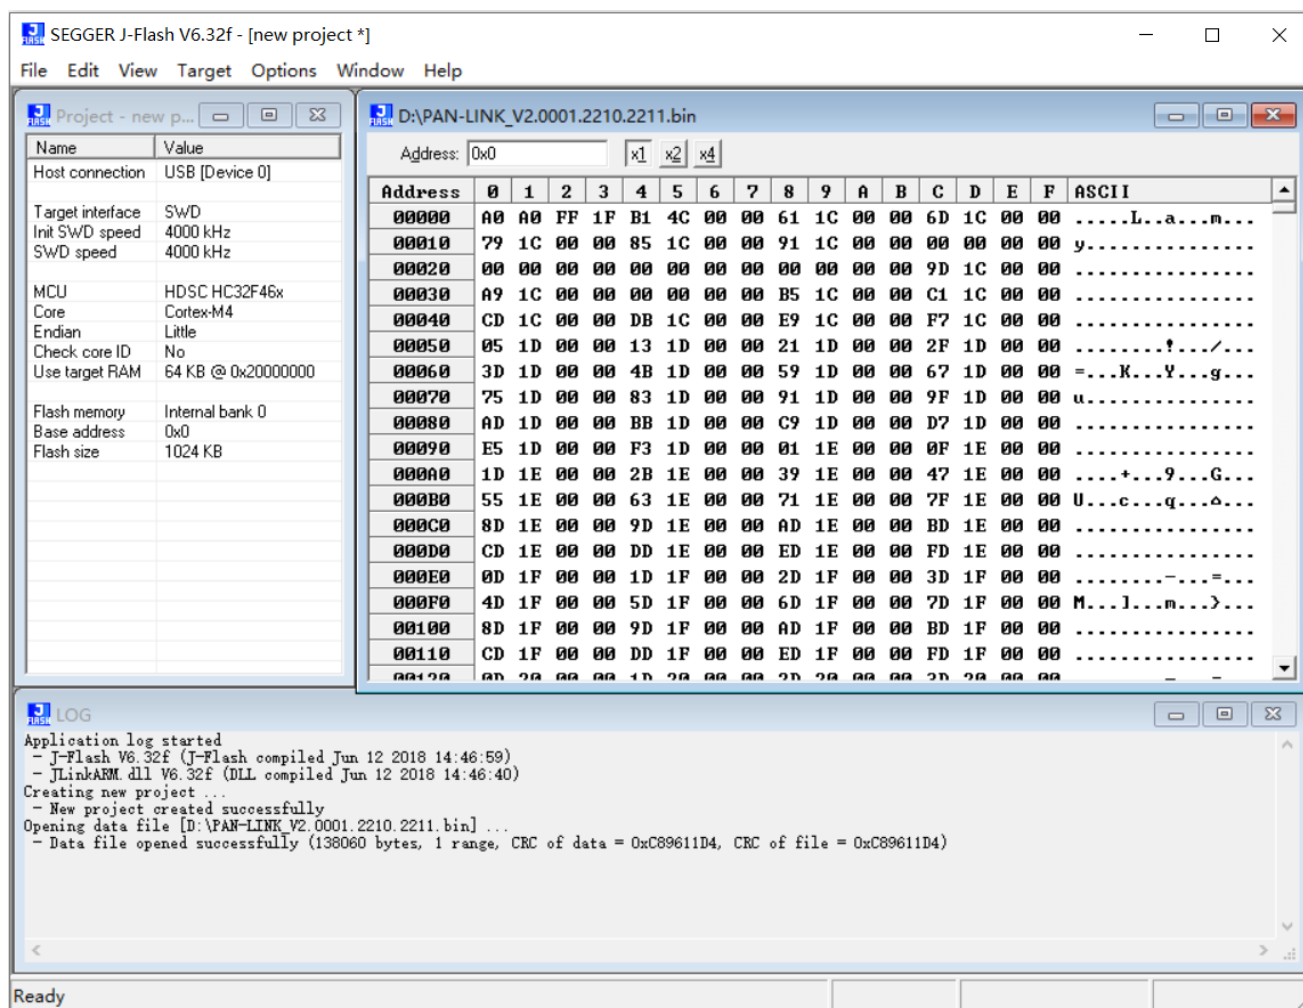 SEGGER J-Flash V6.32f - [new project *]
File Edit View Target Options Window Help
Project - new p...
Name Value
Host connection USB [Device 0]
Target interface SWD
Init SWD speed 4000 kHz
SWD speed 4000 kHz
MCU HDSC HC32F46x
Core Cortex-M4
Endian Little
Check core ID No
Use target RAM 64 KB @ 0x20000000
Flash memory Internal bank 0
Base address 0x0
Flash size 1024 KB
D:\PAN-LINK_V2.0001.2210.2211.bin
Address: 0x0 x1 x2 x4
Address 0 1 2 3 4 5 6 7 8 9 A B C D E F ASCII
00000 A0 A0 FF 1F B1 4C 00 00 61 1C 00 00 6D 1C 00 00 .....L..a...m...
00010 79 1C 00 00 85 1C 00 00 91 1C 00 00 00 00 00 00 y...............
00020 00 00 00 00 00 00 00 00 00 00 00 00 9D 1C 00 00 ................
00030 A9 1C 00 00 00 00 00 00 B5 1C 00 00 C1 1C 00 00 ................
00040 CD 1C 00 00 DB 1C 00 00 E9 1C 00 00 F7 1C 00 00 ................
00050 05 1D 00 00 13 1D 00 00 21 1D 00 00 2F 1D 00 00 ........!.../...
00060 3D 1D 00 00 4B 1D 00 00 59 1D 00 00 67 1D 00 00 =...K...Y...g...
00070 75 1D 00 00 83 1D 00 00 91 1D 00 00 9F 1D 00 00 u...............
00080 AD 1D 00 00 BB 1D 00 00 C9 1D 00 00 D7 1D 00 00 ................
00090 E5 1D 00 00 F3 1D 00 00 01 1E 00 00 0F 1E 00 00 ................
000A0 1D 1E 00 00 2B 1E 00 00 39 1E 00 00 47 1E 00 00 ....+...9...G...
000B0 55 1E 00 00 63 1E 00 00 71 1E 00 00 7F 1E 00 00 U...c...q...⌂...
000C0 8D 1E 00 00 9D 1E 00 00 AD 1E 00 00 BD 1E 00 00 ................
000D0 CD 1E 00 00 DD 1E 00 00 ED 1E 00 00 FD 1E 00 00 ................
000E0 0D 1F 00 00 1D 1F 00 00 2D 1F 00 00 3D 1F 00 00 ........-...=...
000F0 4D 1F 00 00 5D 1F 00 00 6D 1F 00 00 7D 1F 00 00 M...]...m...}...
00100 8D 1F 00 00 9D 1F 00 00 AD 1F 00 00 BD 1F 00 00 ................
00110 CD 1F 00 00 DD 1F 00 00 ED 1F 00 00 FD 1F 00 00 ................
00120 0D 20 00 00 1D 20 00 00 2D 20 00 00 3D 20 00 00
LOG
Application log started
- J-Flash V6.32f (J-Flash compiled Jun 12 2018 14:46:59)
- JLinkARM.dll V6.32f (DLL compiled Jun 12 2018 14:46:40)
Creating new project ...
- New project created successfully
Opening data file [D:\PAN-LINK_V2.0001.2210.2211.bin] ...
- Data file opened successfully (138060 bytes, 1 range, CRC of data = 0xC89611D4, CRC of file = 0xC89611D4)
Ready